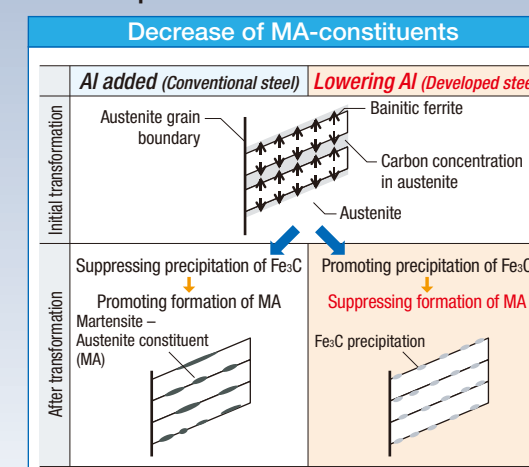 Decrease of MA-constituents
Al added (Conventional steel)
Lowering Al (Developed
Initial transformation
Austenite grain
boundary
Bainitic ferrite
Carbon concentration
in austenite
Austenite
After transformation
Suppressing precipitation of Fe₃C
Promoting formation of MA
Martensite –
Austenite constituent
(MA)
Promoting precipitation of
Suppressing formation of MA
Fe₃C precipitation